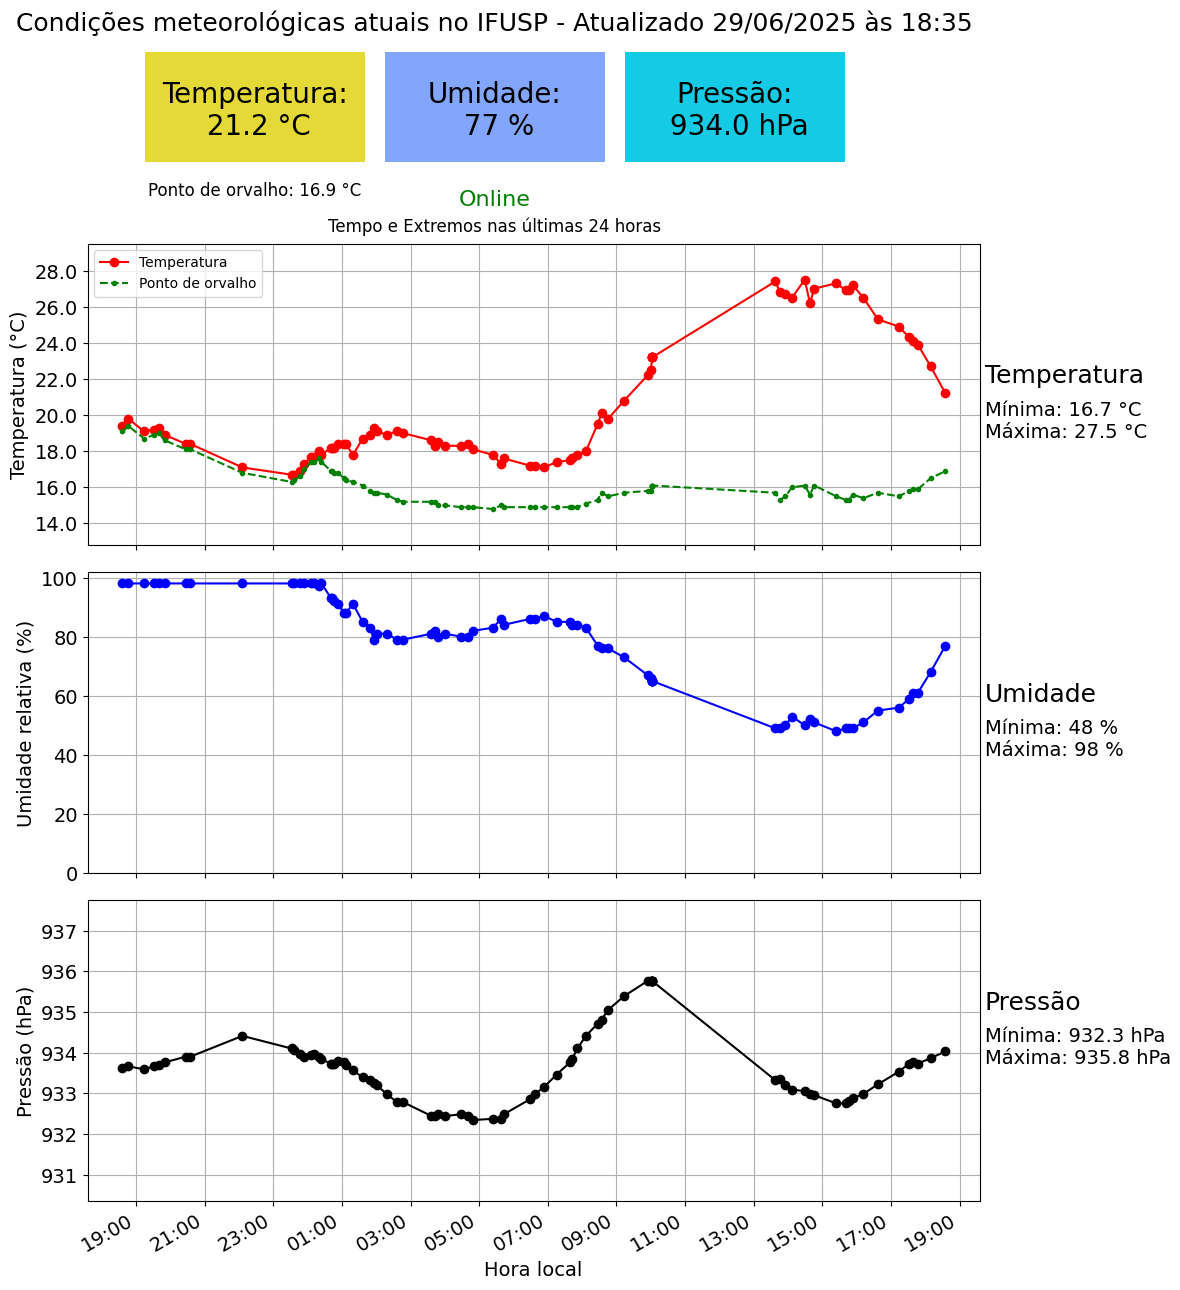 Condições meteorológicas atuais no IFUSP - Atualizado 29/06/2025 às 18:35
Temperatura:
21.2 °C
Umidade:
77 %
Pressão:
934.0 hPa
Ponto de orvalho: 16.9 °C
Online
Tempo e Extremos nas últimas 24 horas
Temperatura
Ponto de orvalho
Temperatura (°C)
28.0
26.0
24.0
22.0
20.0
18.0
16.0
14.0
Temperatura
Mínima: 16.7 °C
Máxima: 27.5 °C
Umidade relativa (%)
100
80
60
40
20
0
Umidade
Mínima: 48 %
Máxima: 98 %
Pressão (hPa)
937
936
935
934
933
932
931
Pressão
Mínima: 932.3 hPa
Máxima: 935.8 hPa
19:00 21:00 23:00 01:00 03:00 05:00 07:00 09:00 11:00 13:00 15:00 17:00 19:00
Hora local